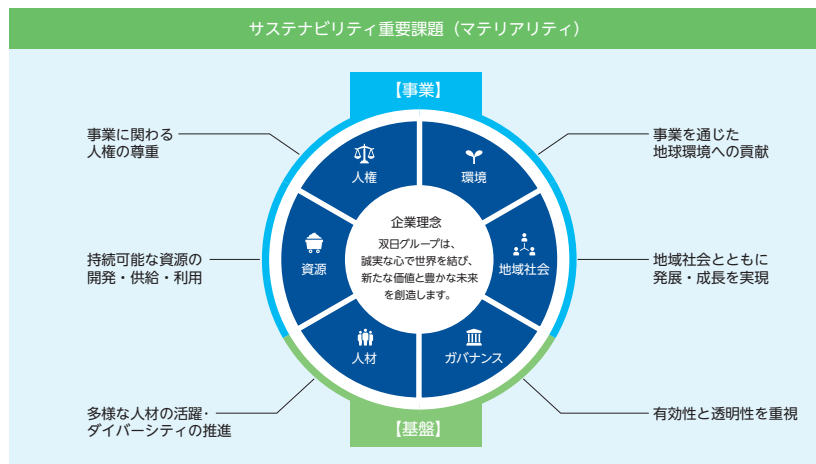 サステナビリティ重要課題（マテリアリティ）
【事業】
事業に関わる
人権の尊重
事業を通じた
地球環境への貢献
人権
環境
企業理念
双日グループは、
誠実な心で世界を結び、
新たな価値と豊かな未来
を創造します。
持続可能な資源の
開発・供給・利用
資源
地域社会
地域社会とともに
発展・成長を実現
人材
ガバナンス
多様な人材の活躍・
ダイバーシティの推進
有効性と透明性を重視
【基盤】